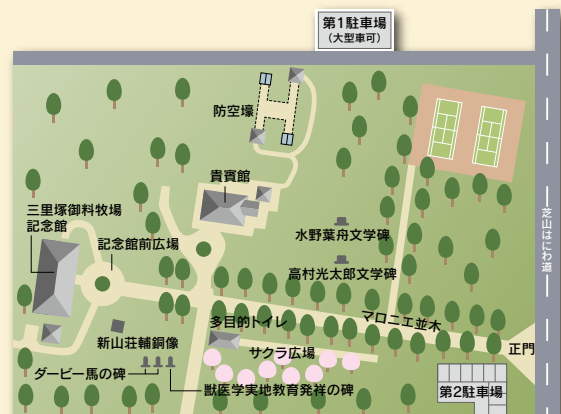 第1駐車場
（大型車可）
防空壕
貴賓館
三里塚御料牧場
記念館
記念館前広場
水野葉舟文学碑
高村光太郎文学碑
芝山はにわ道
マロニエ並木
多目的トイレ
新山荘輔銅像
サクラ広場
正門
ダービー馬の碑
獣医学実地教育発祥の碑
第2駐車場